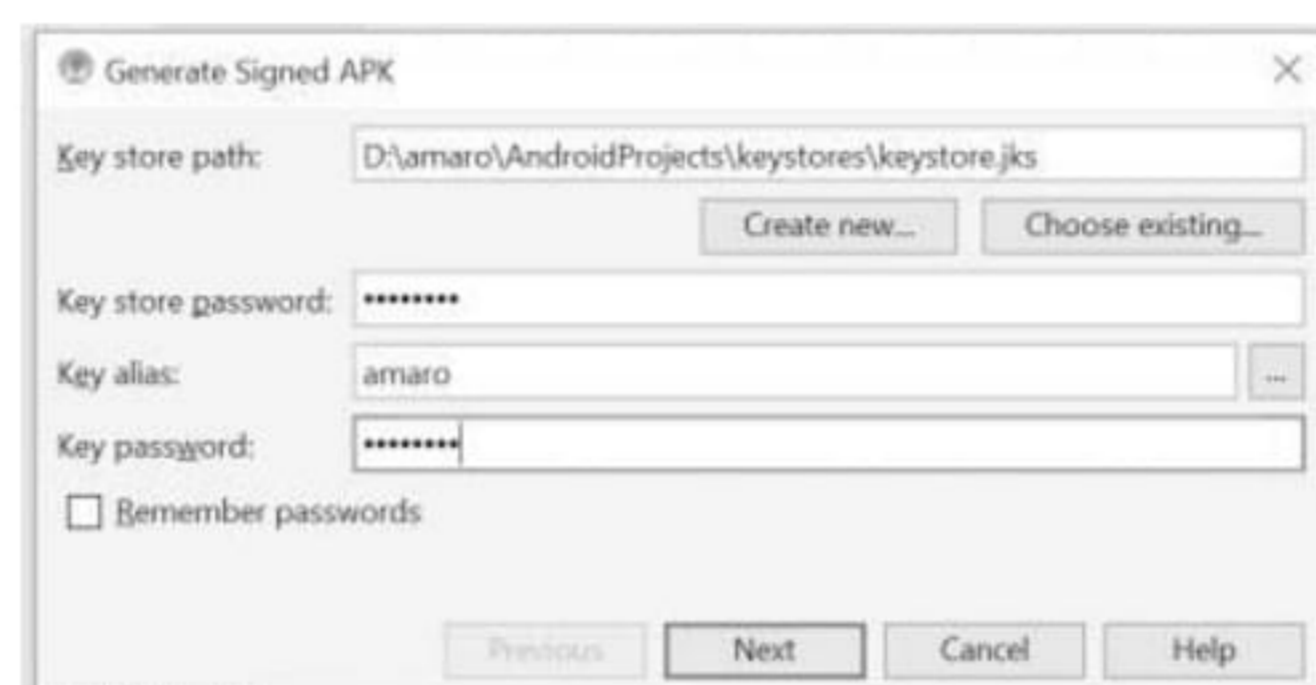 Generate Signed APK
Key store path: D:\amaro\AndroidProjects\keystores\keystore.jks
Create new... Choose existing...
Key store password: ••••••••
Key alias: amaro ...
Key password: ••••••••
Remember passwords
Previous Next Cancel Help